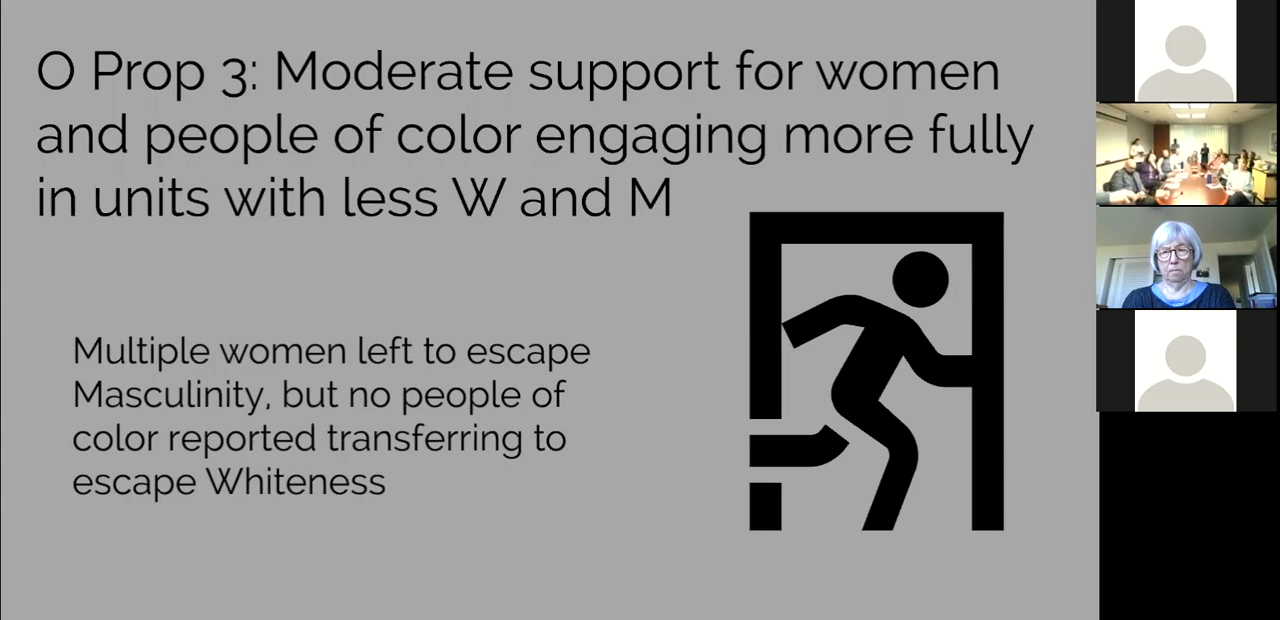 O Prop 3: Moderate support for women
and people of color engaging more fully
in units with less W and M
Multiple women left to escape
Masculinity, but no people of
color reported transferring to
escape Whiteness